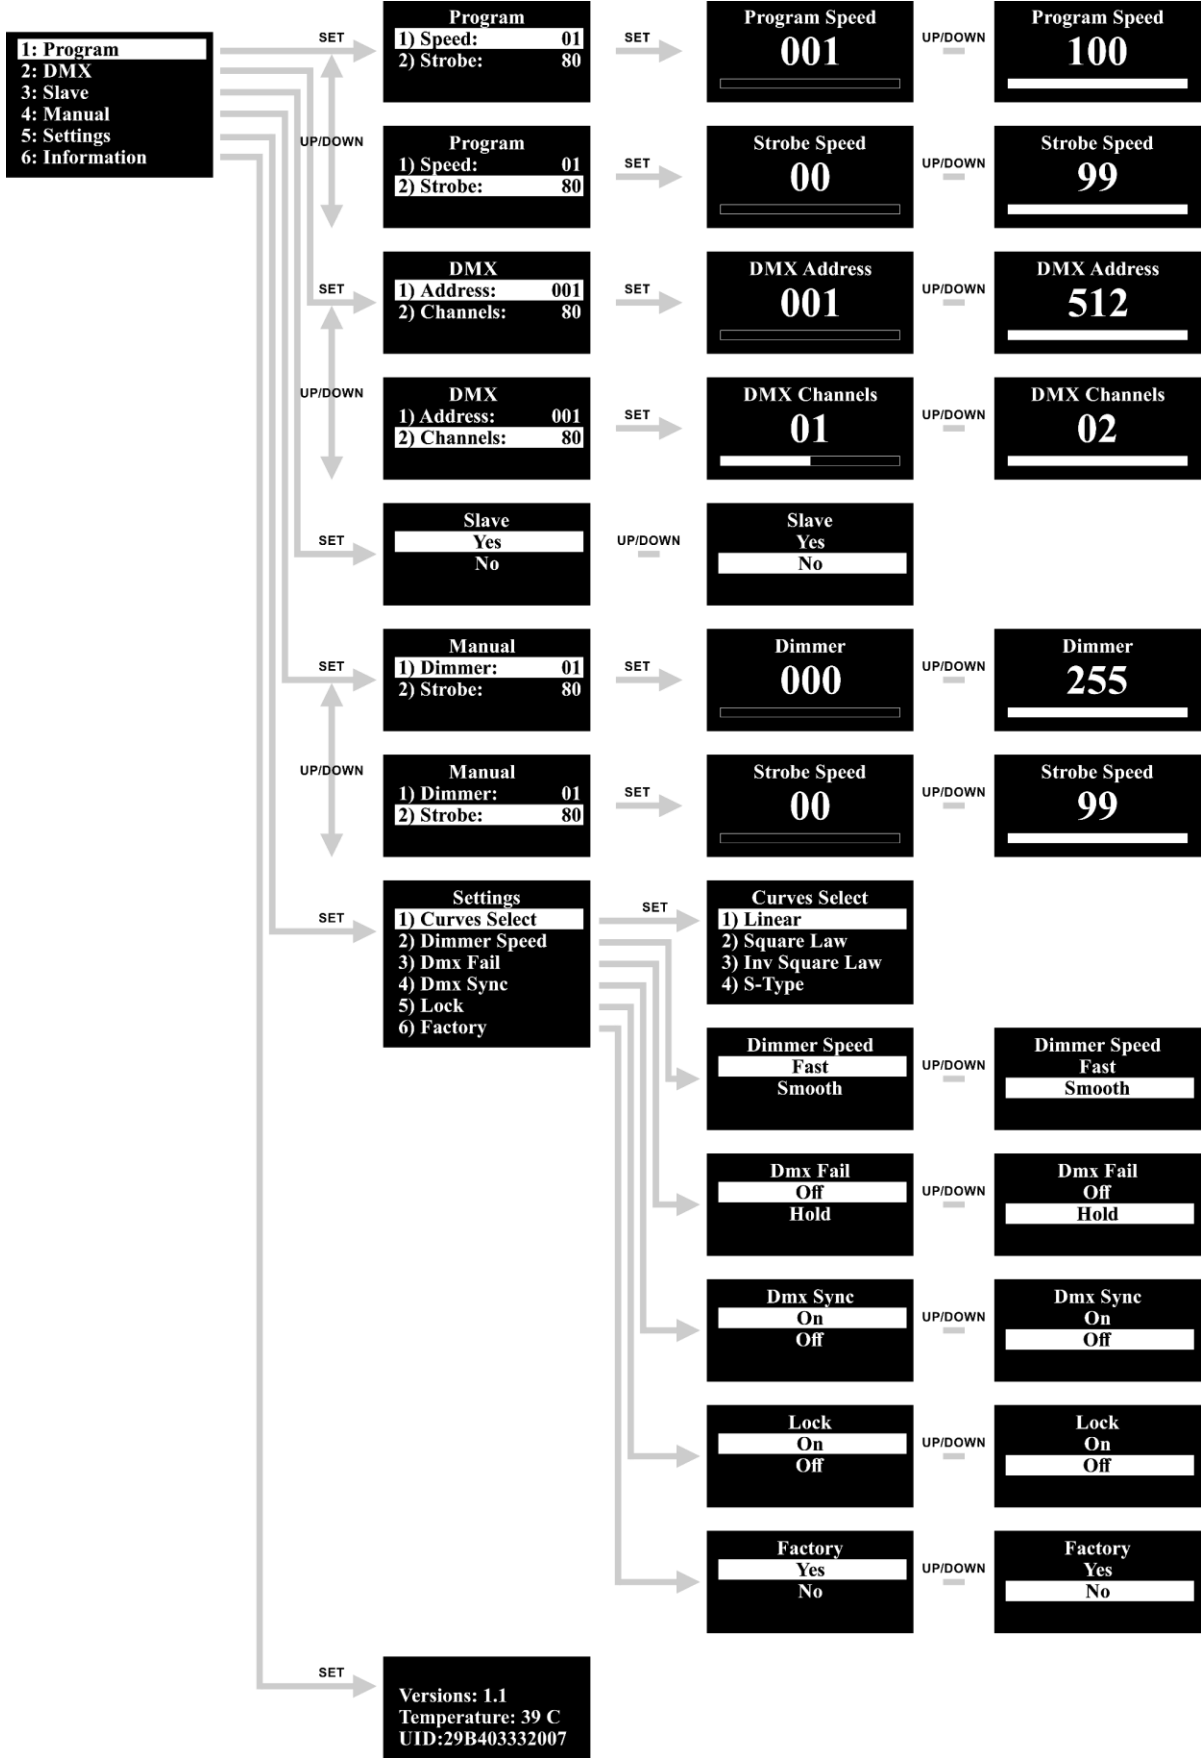 1: Program
2: DMX
3: Slave
4: Manual
5: Settings
6: Information
SET
Program
1) Speed: 01
2) Strobe: 80
SET
Program Speed
001
UP/DOWN
Program Speed
100
UP/DOWN
Program
1) Speed: 01
2) Strobe: 80
SET
Strobe Speed
00
UP/DOWN
Strobe Speed
99
SET
DMX
1) Address: 001
2) Channels: 80
SET
DMX Address
001
UP/DOWN
DMX Address
512
UP/DOWN
DMX
1) Address: 001
2) Channels: 80
SET
DMX Channels
01
UP/DOWN
DMX Channels
02
SET
Slave
Yes
No
UP/DOWN
Slave
Yes
No
SET
Manual
1) Dimmer: 01
2) Strobe: 80
SET
Dimmer
000
UP/DOWN
Dimmer
255
UP/DOWN
Manual
1) Dimmer: 01
2) Strobe: 80
SET
Strobe Speed
00
UP/DOWN
Strobe Speed
99
SET
Settings
1) Curves Select
2) Dimmer Speed
3) Dmx Fail
4) Dmx Sync
5) Lock
6) Factory
SET
Curves Select
1) Linear
2) Square Law
3) Inv Square Law
4) S-Type
Dimmer Speed
Fast
Smooth
UP/DOWN
Dimmer Speed
Fast
Smooth
Dmx Fail
Off
Hold
UP/DOWN
Dmx Fail
Off
Hold
Dmx Sync
On
Off
UP/DOWN
Dmx Sync
On
Off
Lock
On
Off
UP/DOWN
Lock
On
Off
Factory
Yes
No
UP/DOWN
Factory
Yes
No
SET
Versions: 1.1
Temperature: 39 C
UID:29B403332007